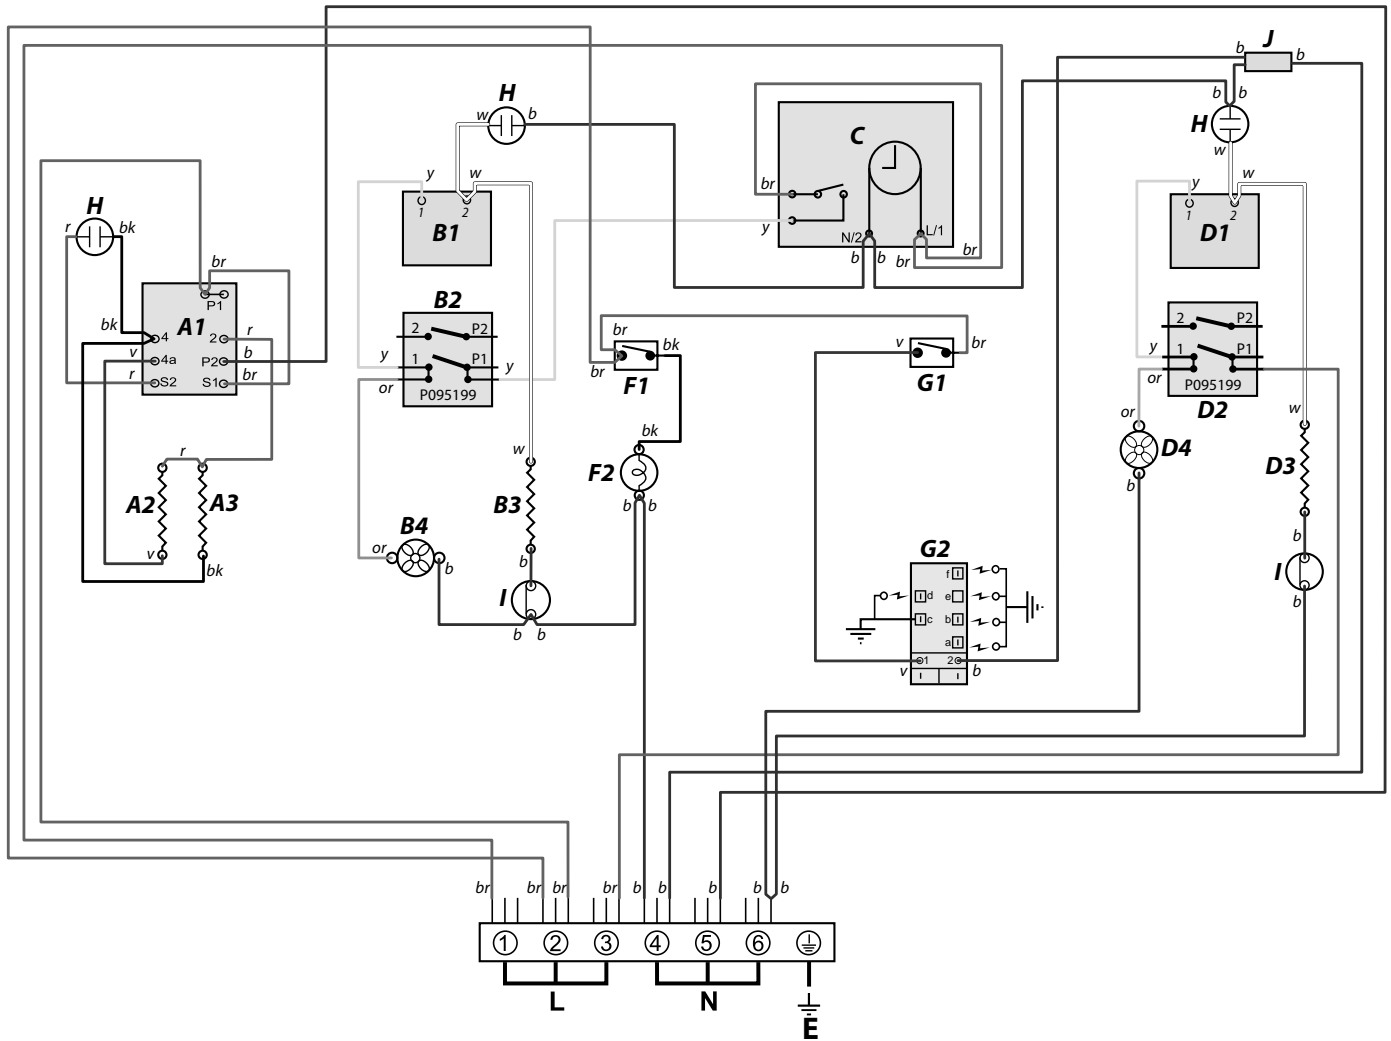 J
b
b
b b
H
w
H
w b
C
br
y
N/2
L/1
b b
br
br
y w
1 2
B1
y w
1 2
D1
H
r bk
br
P1
bk
A1
4
2
r
v
4a
P2
b
r
S2
S1
br
B2
2 P2
y
1 P1
y
or
P095199
br
bk
br
F1
v
br
G1
2 P2
y
1 P1
or
P095199
D2
r
A2
A3
v
bk
w
B3
b
B4
or
b
I
b b
bk
F2
b b
or
D4
b
w
D3
b
I
b
G2
f
d
e
c
b
a
1 2
v
b
br br br br b b b b b
1 2 3 4 5 6
L N
E